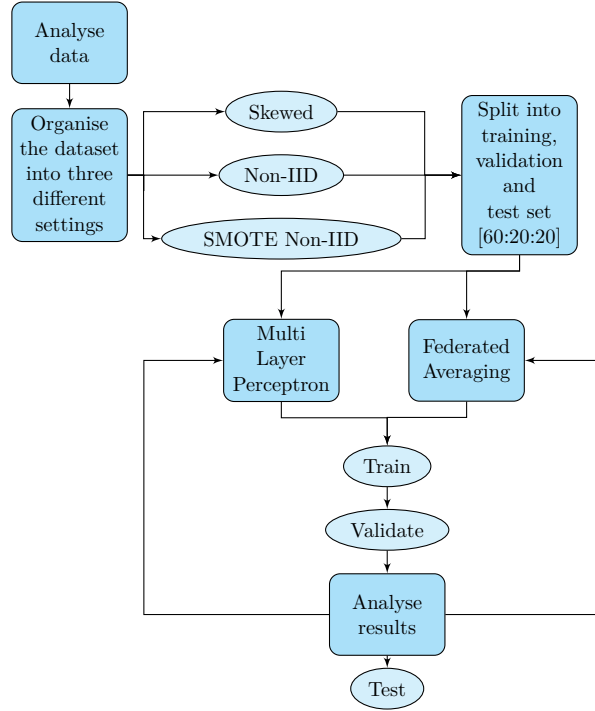 Analyse
data
Organise
the dataset
into three
different
settings
Skewed
Non-IID
SMOTE Non-IID
Split into
training,
validation
and
test set
[60:20:20]
Multi
Layer
Perceptron
Federated
Averaging
Train
Validate
Analyse
results
Test